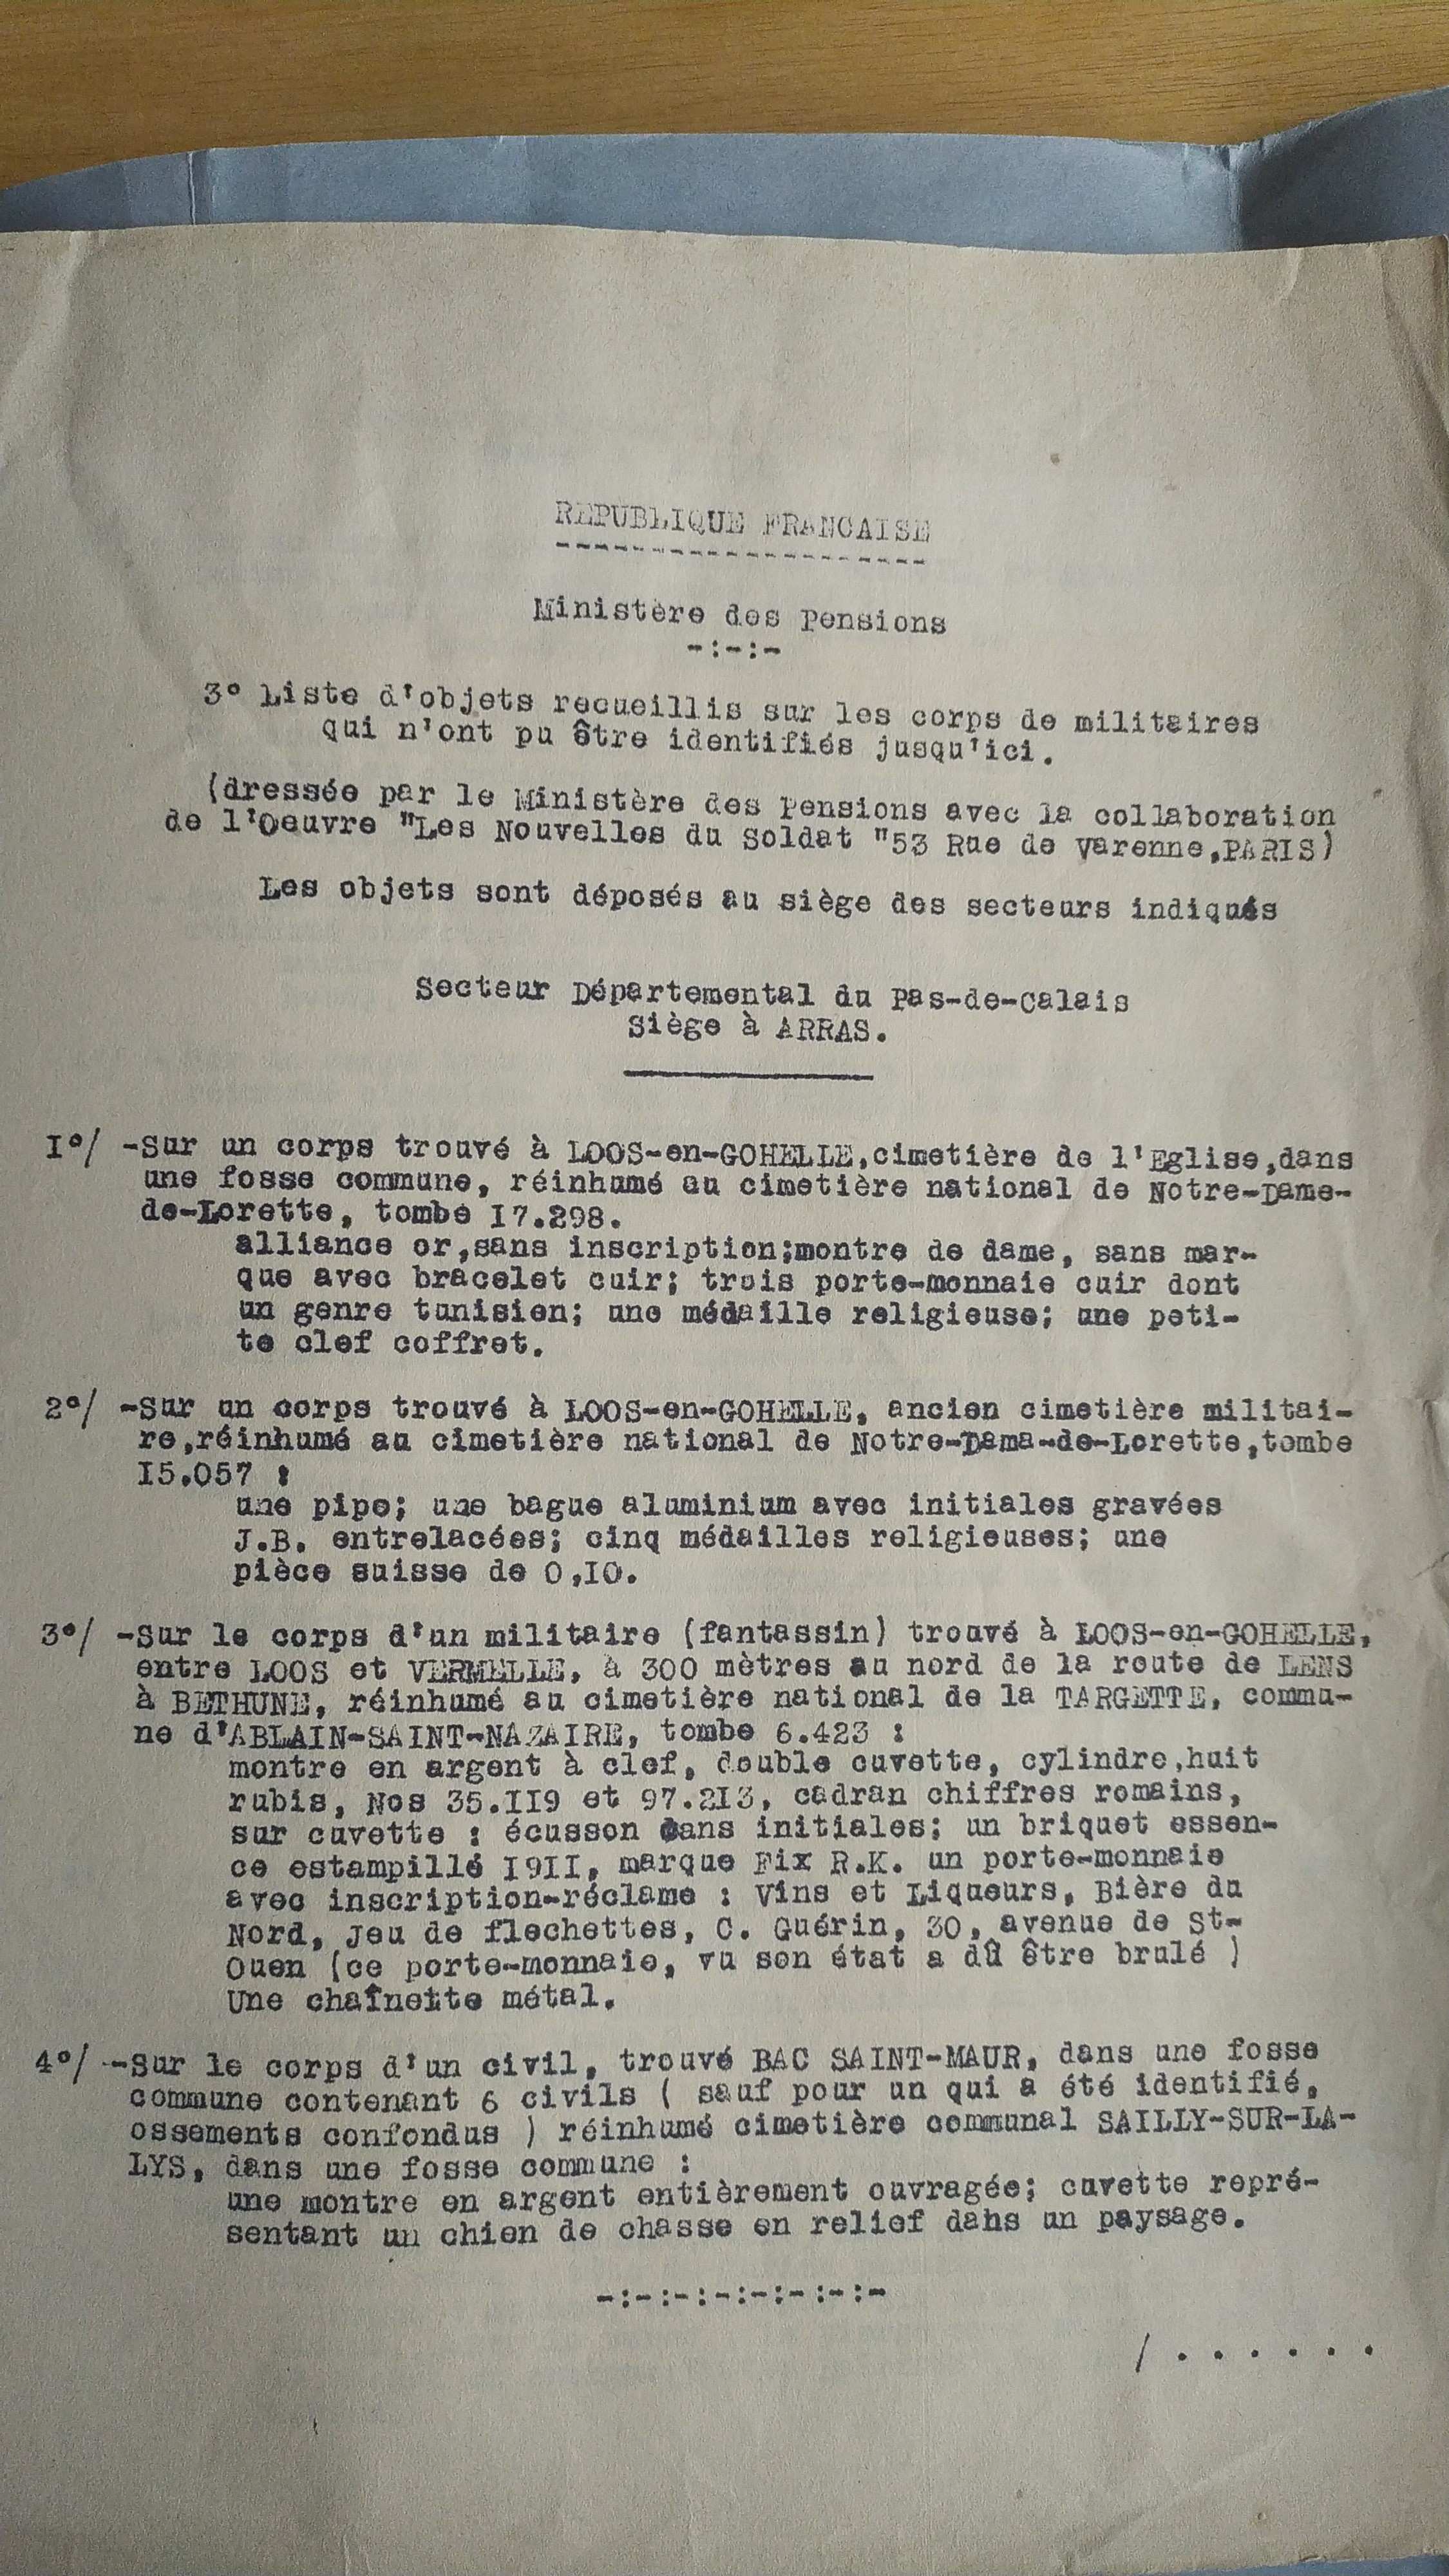 REPUBLIQUE FRANCAISE
--------------------
Ministère des Pensions
-:-:-
3° Liste d'objets recueillis sur les corps de militaires
qui n'ont pu être identifiés jusqu'ici.
(dressée par le Ministère des Pensions avec la collaboration
de l'Oeuvre "Les Nouvelles du Soldat "53 Rue de Varenne,PARIS)
Les objets sont déposés au siège des secteurs indiqués
Secteur Départemental du Pas-de-Calais
Siège à ARRAS.
I°/ -Sur un corps trouvé à LOOS-en-GOHELLE,cimetière de l'Eglise,dans
une fosse commune, réinhumé au cimetière national de Notre-Dame-
de-Lorette, tombe I7.298.
alliance or,sans inscription;montre de dame, sans mar-
que avec bracelet cuir; trois porte-monnaie cuir dont
un genre tunisien; une médaille religieuse; une peti-
te clef coffret.
2°/ -Sur un corps trouvé à LOOS-en-GOHELLE, ancien cimetière militai-
re,réinhumé au cimetière national de Notre-Dama-de-Lorette,tombe
I5.057 :
une pipe; une bague aluminium avec initiales gravées
J.B. entrelacées; cinq médailles religieuses; une
pièce suisse de 0,I0.
3°/ -Sur le corps d'un militaire (fantassin) trouvé à LOOS-en-GOHELLE,
entre LOOS et VERMELLE, à 300 mètres au nord de la route de LENS
à BETHUNE, réinhumé au cimetière national de la TARGETTE, commu-
ne d'ABLAIN-SAINT-NAZAIRE, tombe 6.423 :
montre en argent à clef, double cuvette, cylindre,huit
rubis, Nos 35.II9 et 97.2I3, cadran chiffres romains,
sur cuvette : écusson sans initiales; un briquet essen-
ce estampillé I9II, marque Fix R.K. un porte-monnaie
avec inscription-réclame : Vins et Liqueurs, Bière du
Nord, Jeu de flechettes, C. Guérin, 30, avenue de St-
Ouen (ce porte-monnaie, vu son état a dû être brulé )
Une chaînette métal.
4°/ -Sur le corps d'un civil, trouvé BAC SAINT-MAUR, dans une fosse
commune contenant 6 civils ( sauf pour un qui a été identifié,
ossements confondus ) réinhumé cimetière communal SAILLY-SUR-LA-
LYS, dans une fosse commune :
une montre en argent entièrement ouvragée; cuvette repré-
sentant un chien de chasse en relief dans un paysage.
-:-:-:-:-:-:-:-
/ . . . . . .